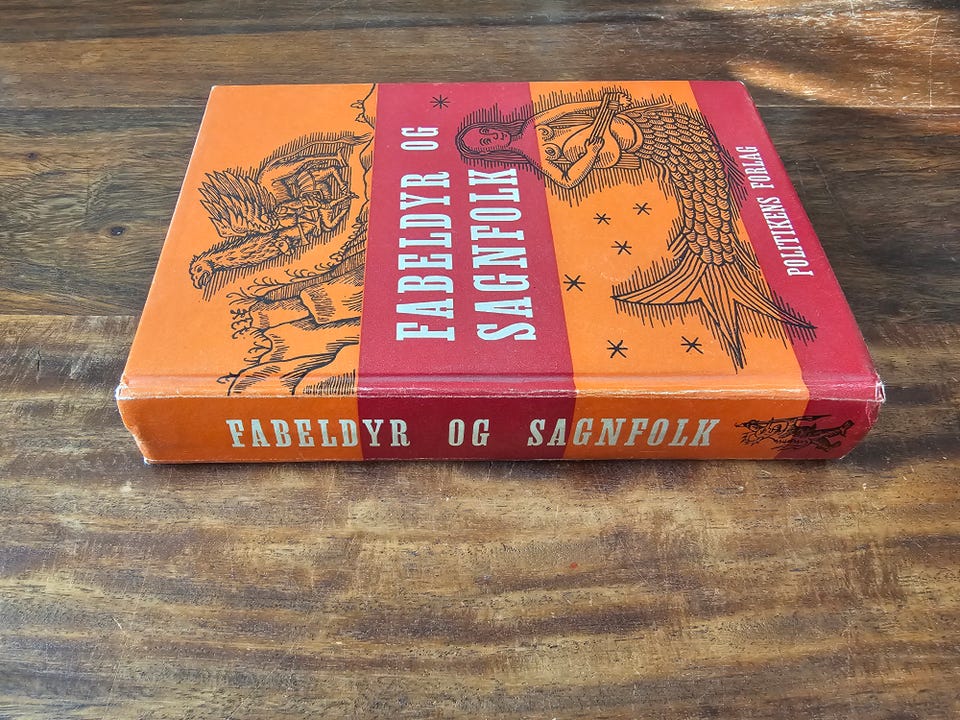 FABELDYR OG
SAGNFOLK
POLITIKENS FORLAG
FABELDYR OG SAGNFOLK